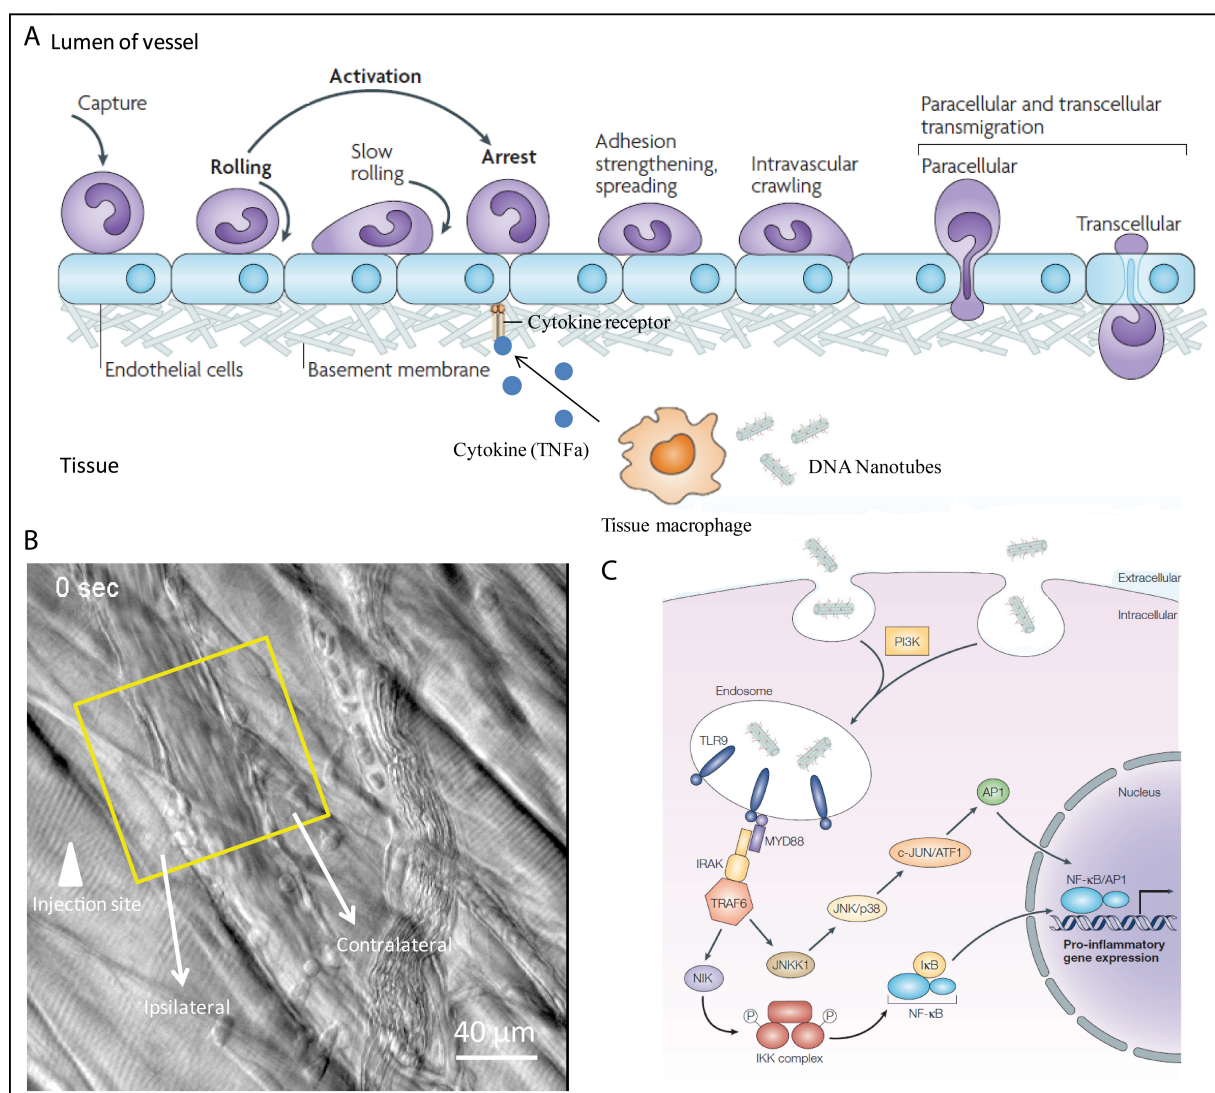 A Lumen of vessel
Activation
Capture
Rolling
Slow
rolling
Arrest
Adhesion
strengthening,
spreading
Intravascular
crawling
Paracellular and transcellular
transmigration
Paracellular
Transcellular
Cytokine receptor
Endothelial cells
Basement membrane
Cytokine (TNFa)
Tissue
DNA Nanotubes
Tissue macrophage
B
0 sec
Injection site
Contralateral
Ipsilateral
40 µm
C
Extracellular
Intracellular
PI3K
Endosome
TLR9
MYD88
IRAK
TRAF6
NIK
JNKK1
JNK/p38
c-JUN/ATF1
AP1
Nucleus
NF-κB/AP1
Pro-inflammatory
gene expression
IκB
NF-κB
P
P
IKK complex